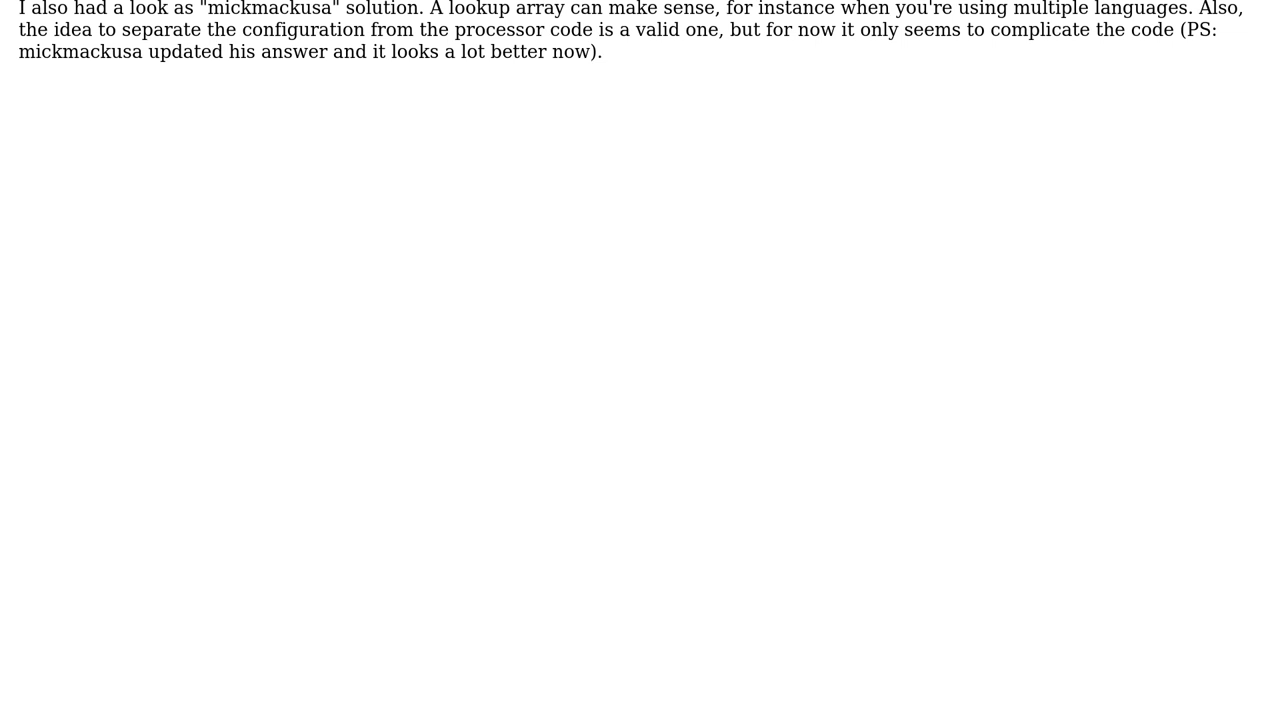 I also had a look as "mickmackusa" solution. A lookup array can make sense, for instance when you're using multiple languages. Also,
the idea to separate the configuration from the processor code is a valid one, but for now it only seems to complicate the code (PS:
mickmackusa updated his answer and it looks a lot better now).